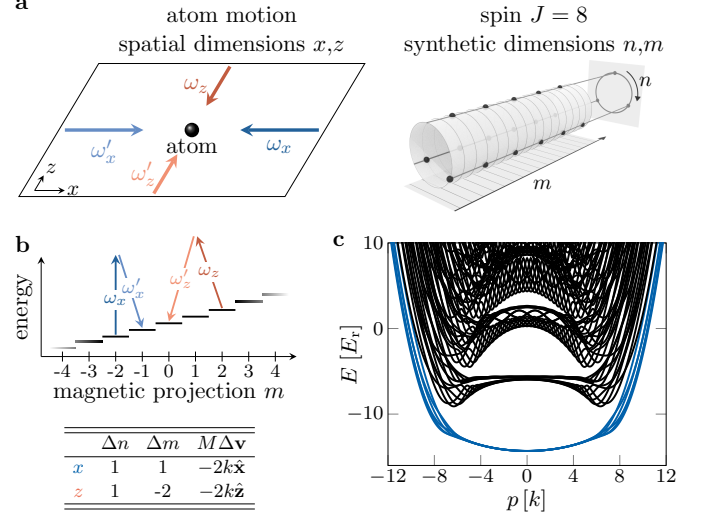 a
atom motion
spatial dimensions x,z
spin J = 8
synthetic dimensions n,m
ω_z
ω'_x
atom
ω_x
ω'_z
z
x
n
m
b
energy
ω_x
ω'_x
ω'_z
ω_z
-4 -3 -2 -1 0 1 2 3 4
magnetic projection m
Δn Δm MΔv
x 1 1 −2kx̂
z 1 -2 −2kẑ
c
E [E_r]
10
0
−10
−12 −8 −4 0 4 8 12
p [k]